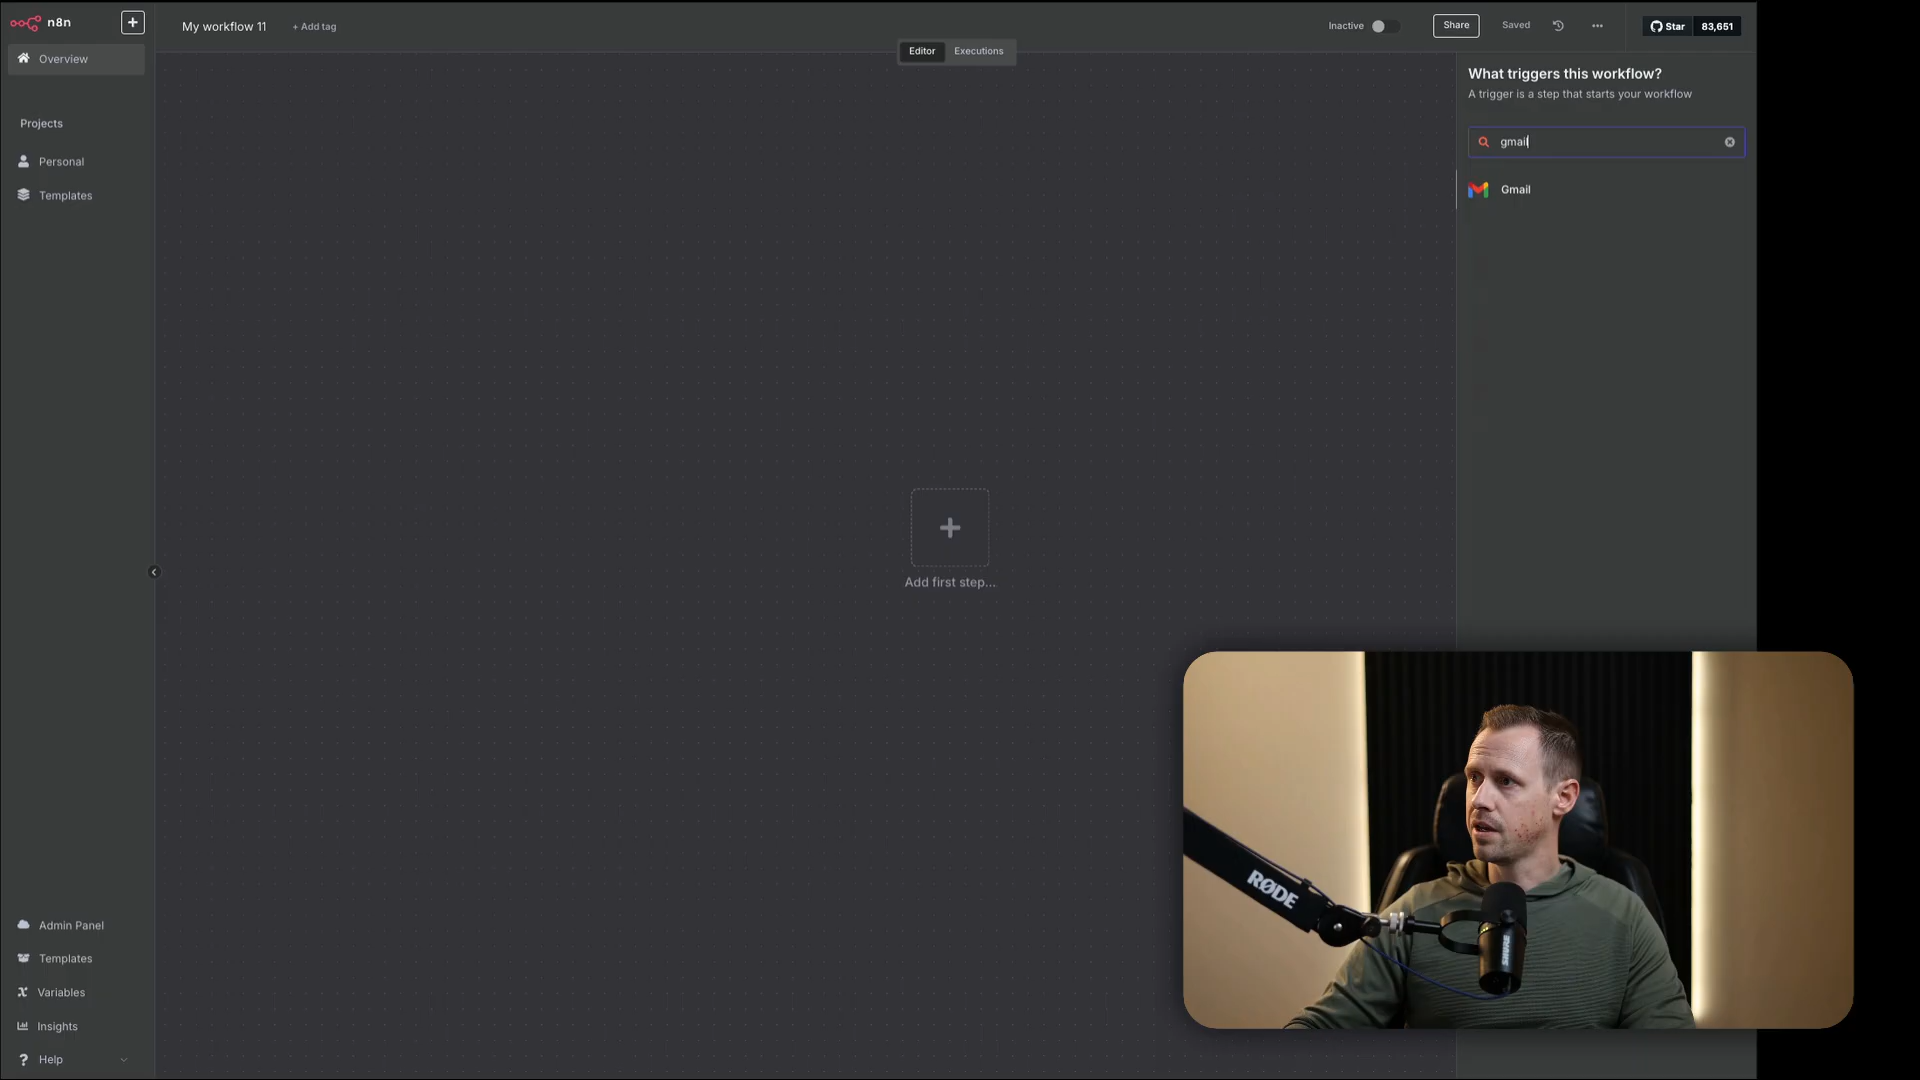 n8n
+
My workflow 11
+ Add tag
Inactive
Share
Saved
Star
83,651
Editor
Executions
Overview
Projects
Personal
Templates
What triggers this workflow?
A trigger is a step that starts your workflow
gmail
Gmail
Add first step...
RØDE
SHURE
Admin Panel
Templates
Variables
Insights
Help